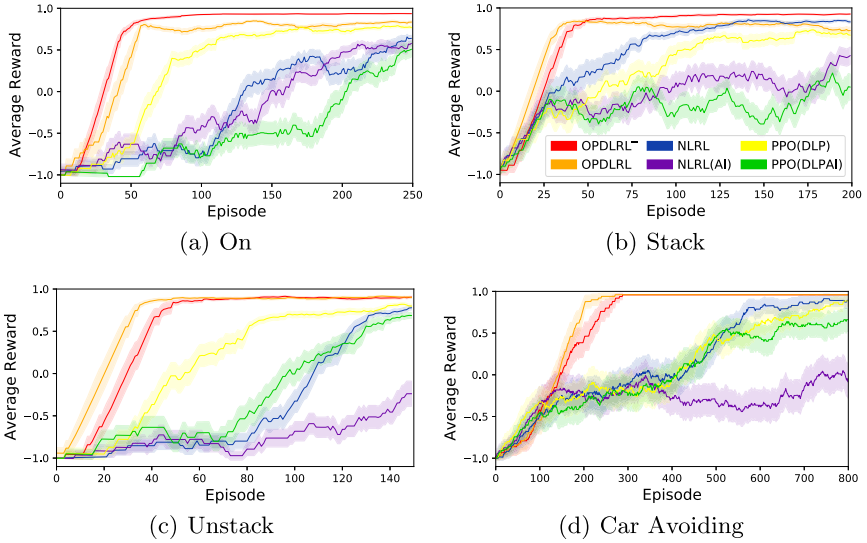 1.0
0.5
0.0
−0.5
−1.0
Average Reward
0 50 100 150 200 250
Episode
(a) On
1.0
0.5
0.0
−0.5
−1.0
Average Reward
OPDLRL⁻ NLRL PPO(DLP)
OPDLRL NLRL(AI) PPO(DLPAI)
0 25 50 75 100 125 150 175 200
Episode
(b) Stack
1.0
0.5
0.0
−0.5
−1.0
Average Reward
0 20 40 60 80 100 120 140
Episode
(c) Unstack
1.0
0.5
0.0
−0.5
−1.0
Average Reward
0 100 200 300 400 500 600 700 800
Episode
(d) Car Avoiding